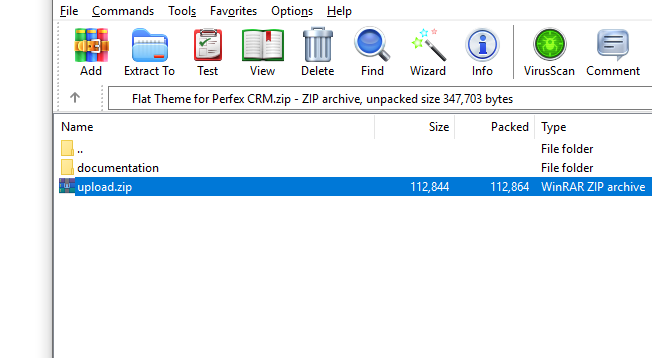 File Commands Tools Favorites Options Help
Add Extract To Test View Delete Find Wizard Info VirusScan Comment
Flat Theme for Perfex CRM.zip - ZIP archive, unpacked size 347,703 bytes
Name Size Packed Type
.. File folder
documentation File folder
upload.zip 112,844 112,864 WinRAR ZIP archive